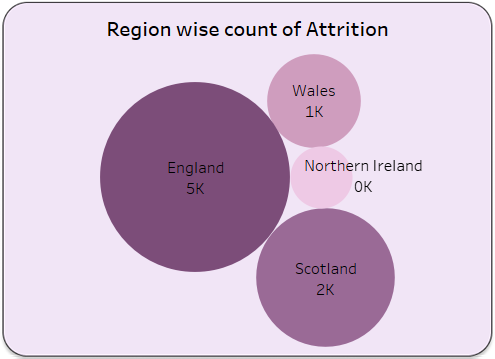 Region wise count of Attrition
Wales
1K
England
5K
Northern Ireland
0K
Scotland
2K